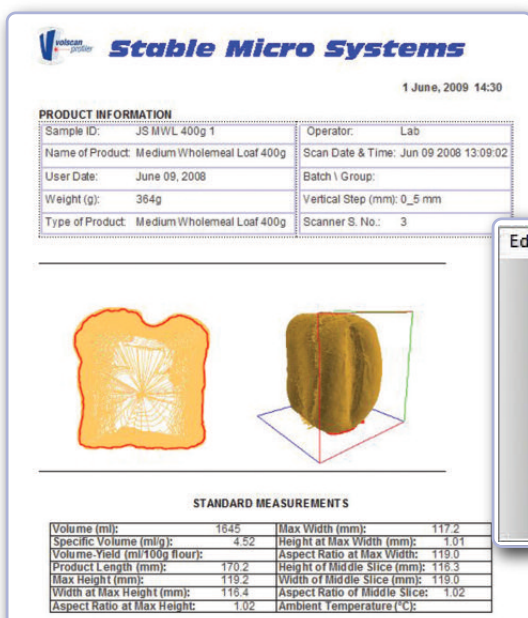 volscan
profiler
Stable Micro Systems
1 June, 2009 14:30
PRODUCT INFORMATION
Sample ID: JS MWL 400g 1 Operator: Lab
Name of Product: Medium Wholemeal Loaf 400g Scan Date & Time: Jun 09 2008 13:09:02
User Date: June 09, 2008 Batch \ Group:
Weight (g): 364g Vertical Step (mm): 0_5 mm
Type of Product: Medium Wholemeal Loaf 400g Scanner S. No.: 3
Ed
STANDARD MEASUREMENTS
Volume (ml): 1645 Max Width (mm): 117.2
Specific Volume (ml/g): 4.52 Height at Max Width (mm): 1.01
Volume-Yield (ml/100g flour): Aspect Ratio at Max Width: 119.0
Product Length (mm): 170.2 Height of Middle Slice (mm): 116.3
Max Height (mm): 119.2 Width of Middle Slice (mm): 119.0
Width at Max Height (mm): 116.4 Aspect Ratio of Middle Slice: 1.02
Aspect Ratio at Max Height: 1.02 Ambient Temperature (°C):